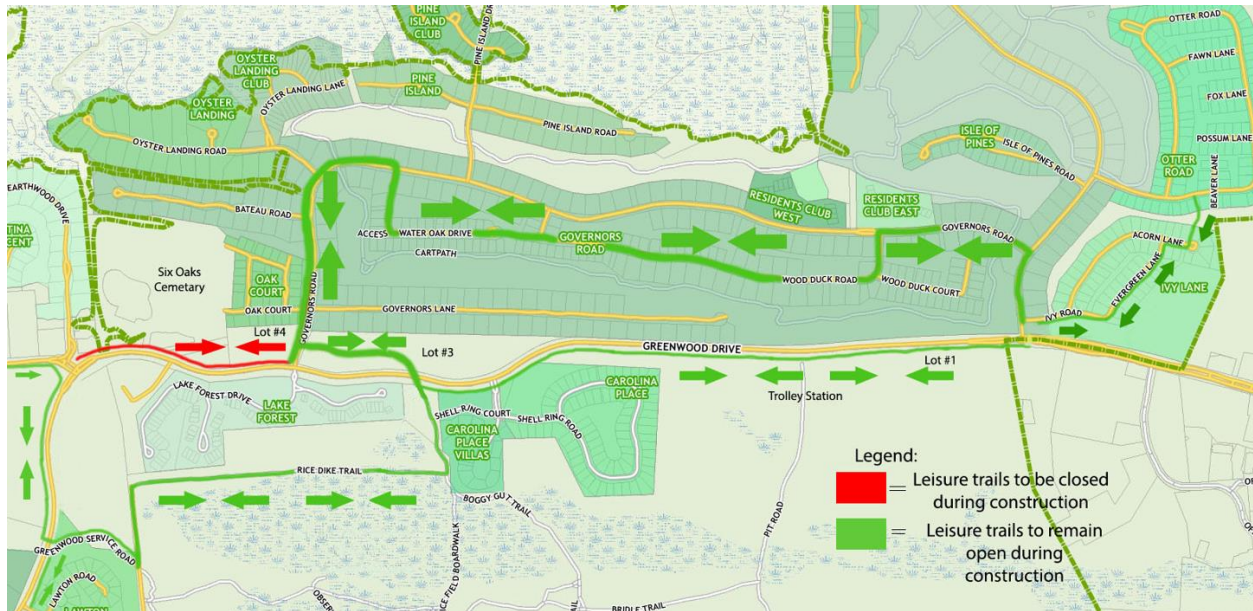 PINE
ISLAND
CLUB
PINE ISLAND DR
OTTER ROAD
FAWN LANE
FOX LANE
POSSUM LANE
OTTER
ROAD
BEAVER LANE
OYSTER
LANDING
CLUB
OYSTER
LANDING
OYSTER LANDING LANE
PINE
ISLAND
PINE ISLAND ROAD
OYSTER LANDING ROAD
ISLE OF
PINES
ISLE OF PINES ROAD
EARTHWOOD DRIVE
RESIDENTS CLUB
WEST
RESIDENTS
CLUB EAST
BATEAU ROAD
ACCESS
WATER OAK DRIVE
GOVERNORS
ROAD
GOVERNORS ROAD
ACORN LANE
CARTPATH
EVERGREEN LANE
IVY LANE
Six Oaks
Cemetary
OAK
COURT
WOOD DUCK ROAD
WOOD DUCK COURT
OAK COURT
GOVERNORS ROAD
GOVERNORS LANE
IVY ROAD
Lot #4
Lot #3
GREENWOOD DRIVE
Lot #1
Trolley Station
LAKE FOREST DRIVE
LAKE
FOREST
CAROLINA
PLACE
SHELL RING COURT
SHELL RING ROAD
CAROLINA
PLACE
VILLAS
RICE DIKE TRAIL
BOGGY GUT TRAIL
PIT ROAD
Legend:
= Leisure trails to be closed
during construction
= Leisure trails to remain
open during
construction
GREENWOOD SERVICE ROAD
LAWTON ROAD
LAWTON
FIELD BOARDWALK
BRIDLE TRAIL